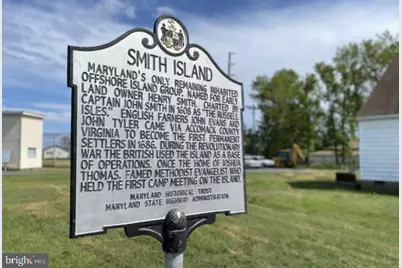 SMITH ISLAND
MARYLAND'S ONLY REMAINING INHABITED
OFFSHORE ISLAND GROUP. NAMED FOR EARLY
LAND OWNER HENRY SMITH. CHARTED BY
CAPTAIN JOHN SMITH IN 1608 AS THE "RUSSELL
ISLES." ENGLISH FARMERS JOHN EVANS AND
JOHN TYLER CAME VIA ACCOMACK COUNTY
VIRGINIA TO BECOME THE FIRST PERMANENT
SETTLERS IN 1686. DURING THE REVOLUTIONARY
WAR THE BRITISH USED THE ISLAND AS A BASE
OF OPERATIONS. ONCE THE HOME OF JOSHUA
THOMAS, FAMED METHODIST EVANGELIST WHO
HELD THE FIRST CAMP MEETING ON THE ISLAND.
MARYLAND HISTORICAL TRUST
MARYLAND STATE HIGHWAY ADMINISTRATION
© BRIGHT MLS